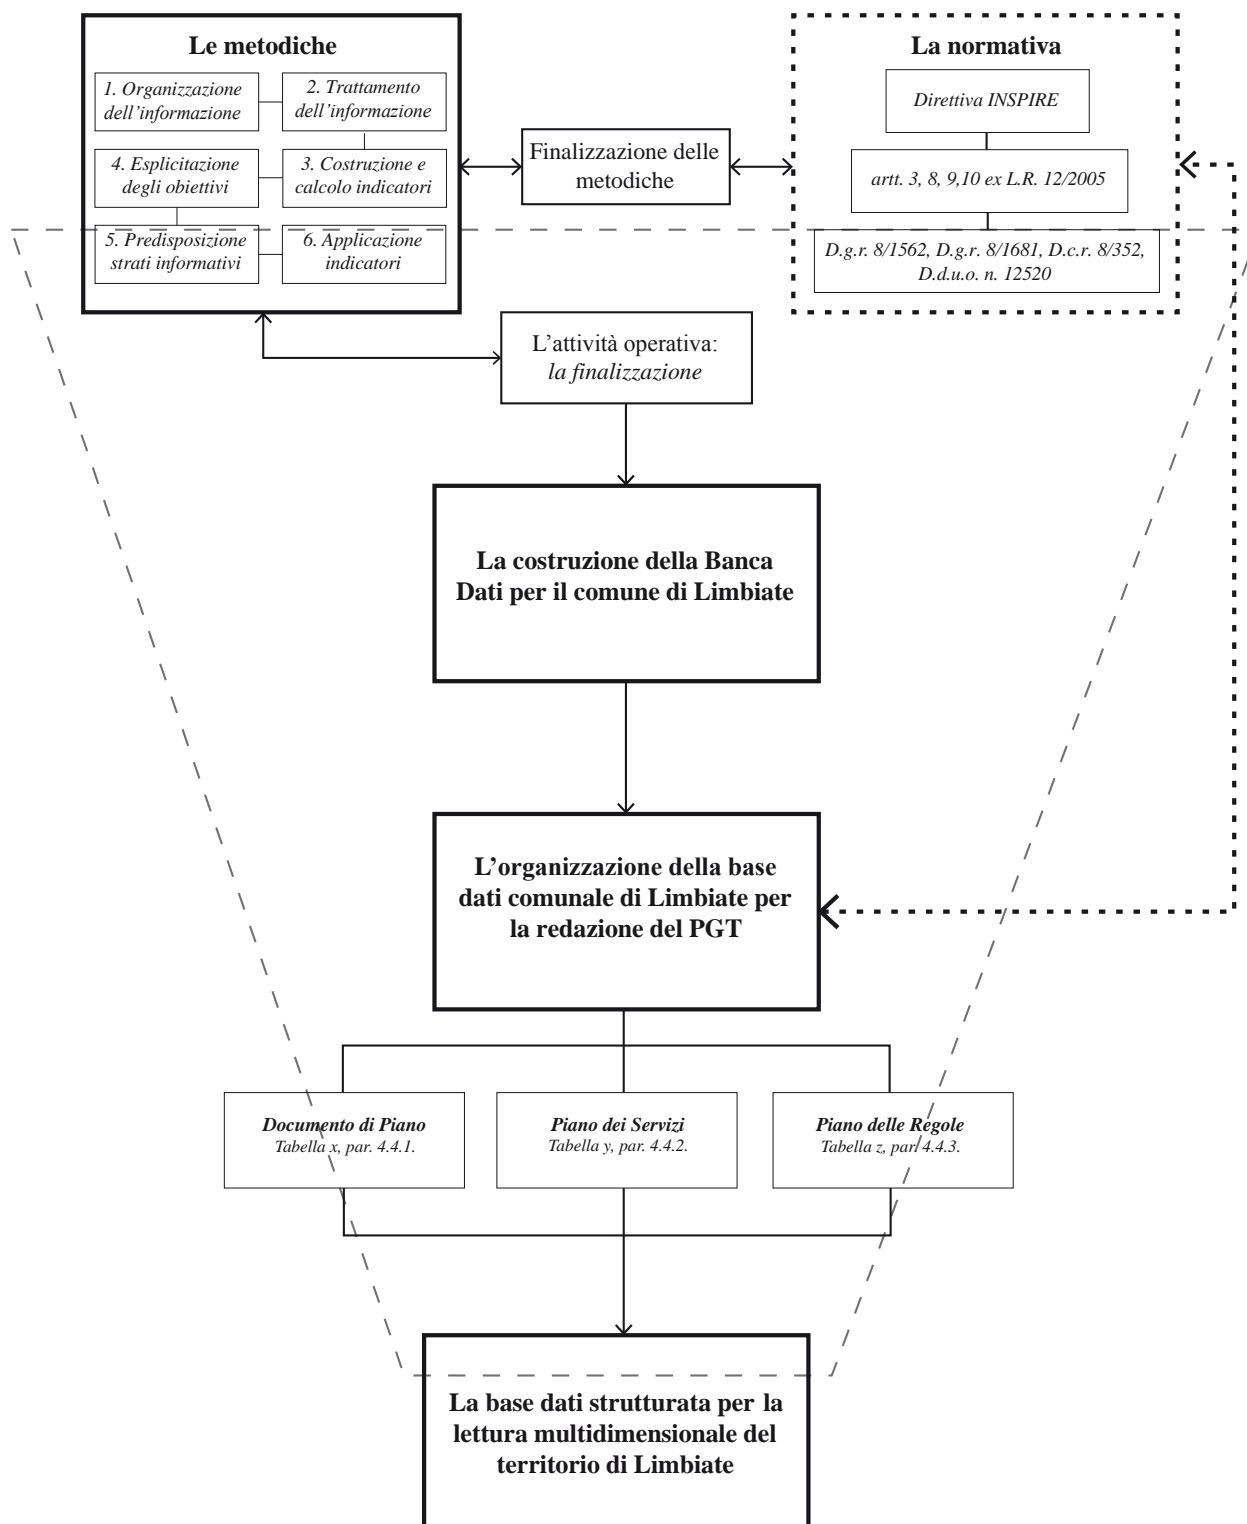 Le metodiche
1. Organizzazione
dell’informazione
2. Trattamento
dell’informazione
4. Esplicitazione
degli obiettivi
3. Costruzione e
calcolo indicatori
5. Predisposizione
strati informativi
6. Applicazione
indicatori
Finalizzazione delle
metodiche
La normativa
Direttiva INSPIRE
artt. 3, 8, 9,10 ex L.R. 12/2005
D.g.r. 8/1562, D.g.r. 8/1681, D.c.r. 8/352,
D.d.u.o. n. 12520
L’attività operativa:
la finalizzazione
La costruzione della Banca
Dati per il comune di Limbiate
L’organizzazione della base
dati comunale di Limbiate per
la redazione del PGT
Documento di Piano
Tabella x, par. 4.4.1.
Piano dei Servizi
Tabella y, par. 4.4.2.
Piano delle Regole
Tabella z, par. 4.4.3.
La base dati strutturata per la
lettura multidimensionale del
territorio di Limbiate